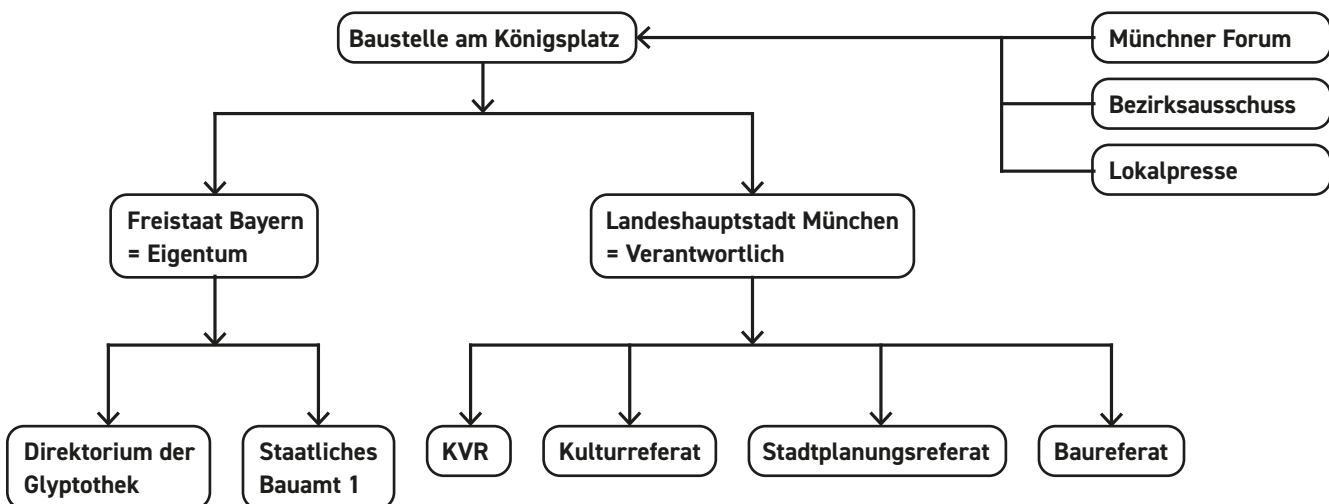 Baustelle am Königsplatz
Münchner Forum
Bezirksausschuss
Lokalpresse
Freistaat Bayern
= Eigentum
Landeshauptstadt München
= Verantwortlich
Direktorium der
Glyptothek
Staatliches
Bauamt 1
KVR
Kulturreferat
Stadtplanungsreferat
Baureferat